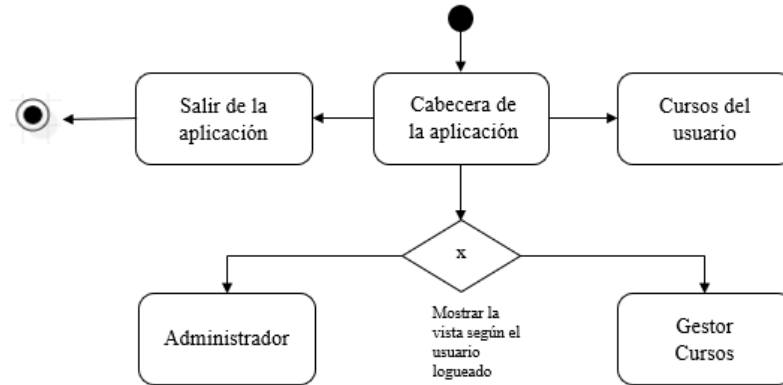 Salir de la
aplicación
Cabecera de
la aplicación
Cursos del
usuario
x
Administrador
Mostrar la
vista según el
usuario
logueado
Gestor
Cursos